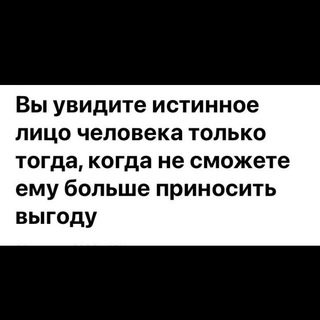 Вы увидите истинное
лицо человека только
тогда, когда не сможете
ему больше приносить
выгоду